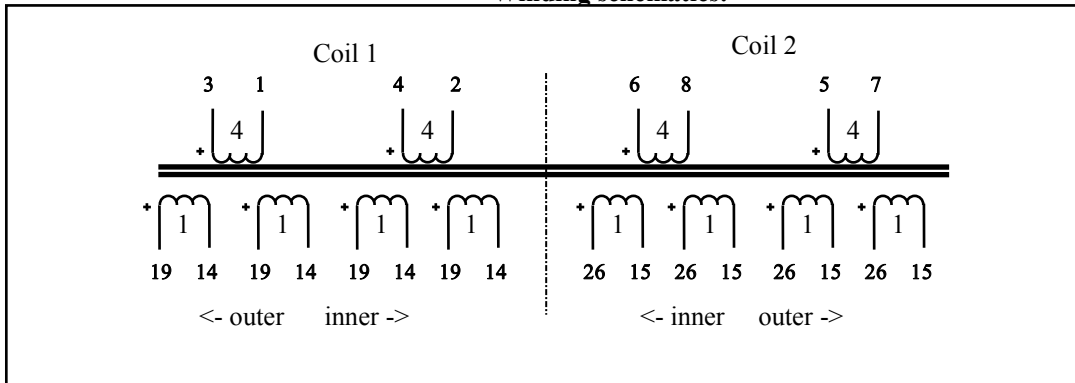 Winding schematics:
Coil 1 Coil 2
3 1 4 2 6 8 5 7
+ 4 + 4 + 4 + 4
+ 1 + 1 + 1 + 1 + 1 + 1 + 1 + 1
19 14 19 14 19 14 19 14 26 15 26 15 26 15 26 15
<- outer inner -> <- inner outer ->